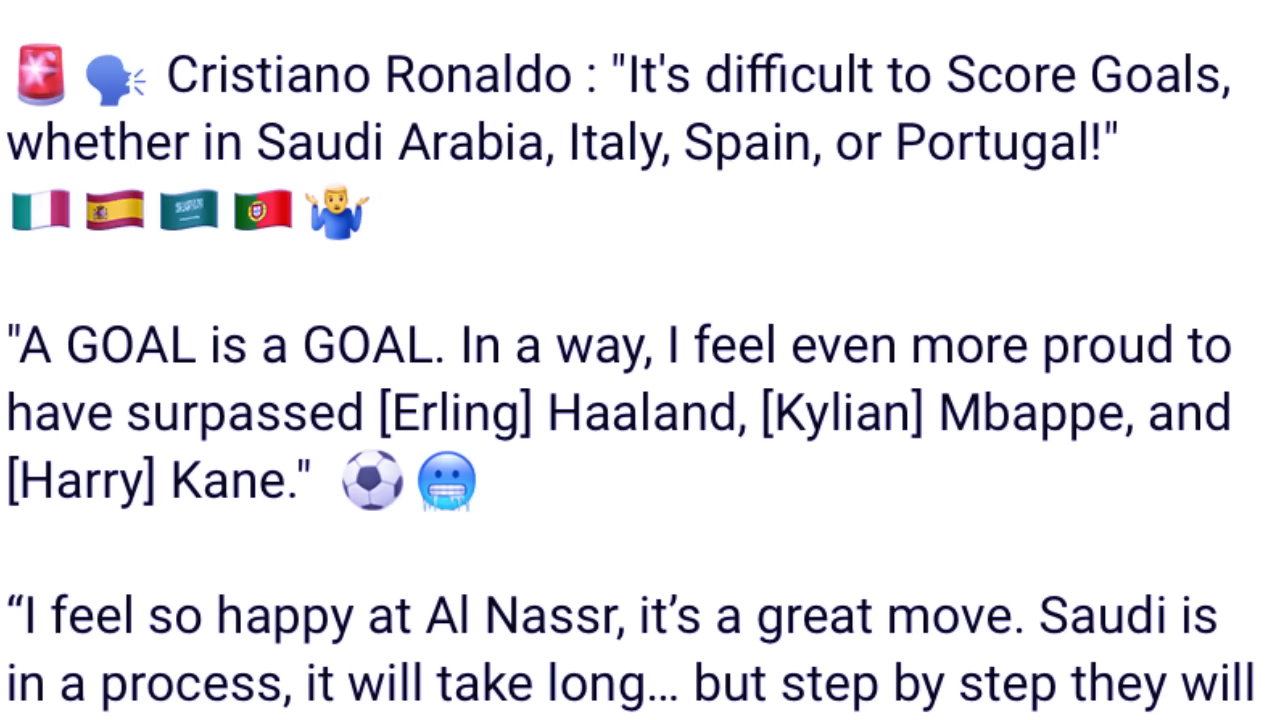 🚨 🗣️ Cristiano Ronaldo : "It's difficult to Score Goals,
whether in Saudi Arabia, Italy, Spain, or Portugal!"
🇮🇹 🇪🇸 🇸🇦 🇵🇹 🤷‍♂️
"A GOAL is a GOAL. In a way, I feel even more proud to
have surpassed [Erling] Haaland, [Kylian] Mbappe, and
[Harry] Kane." ⚽ 🥶
“I feel so happy at Al Nassr, it’s a great move. Saudi is
in a process, it will take long… but step by step they will